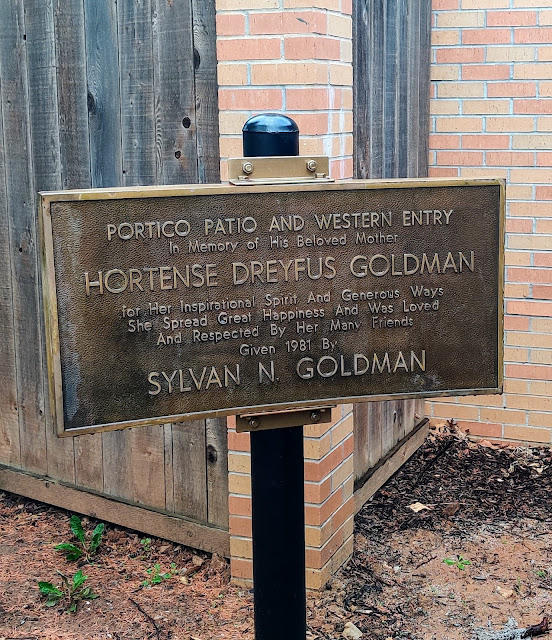 PORTICO PATIO AND WESTERN ENTRY
In Memory of His Beloved Mother
HORTENSE DREYFUS GOLDMAN
for Her Inspirational Spirit And Generous Ways
She Spread Great Happiness And Was Loved
And Respected By Her Many Friends
Given 1981 By
SYLVAN N. GOLDMAN